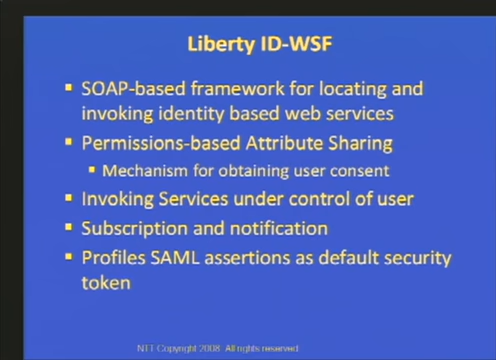 Liberty ID-WSF
SOAP-based framework for locating and
invoking identity based web services
Permissions-based Attribute Sharing
Mechanism for obtaining user consent
Invoking Services under control of user
Subscription and notification
Profiles SAML assertions as default security
token
NTT Copyright 2008 All rights reserved